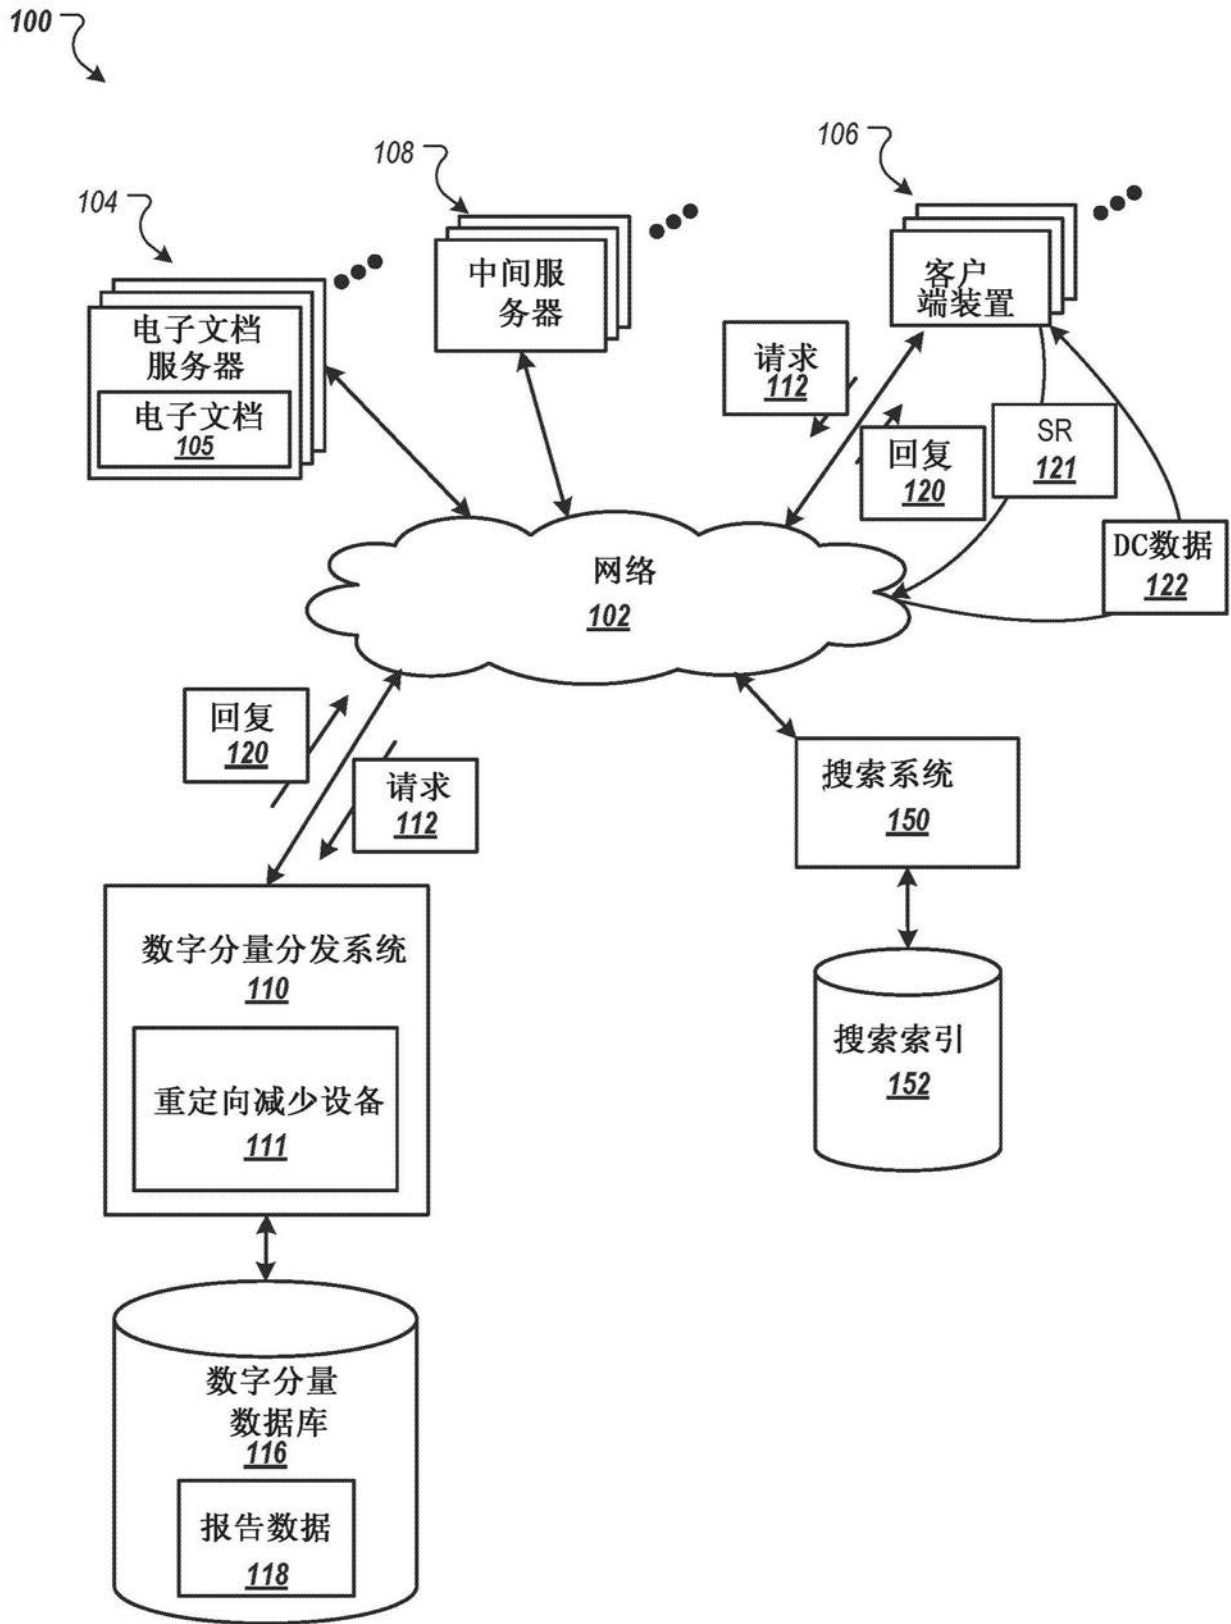 100
106
108
104
客户
端装置
中间服
务器
电子文档
服务器
电子文档
105
请求
112
回复
120
SR
121
DC数据
122
网络
102
回复
120
请求
112
搜索系统
150
数字分量分发系统
110
重定向减少设备
111
搜索索引
152
数字分量
数据库
116
报告数据
118